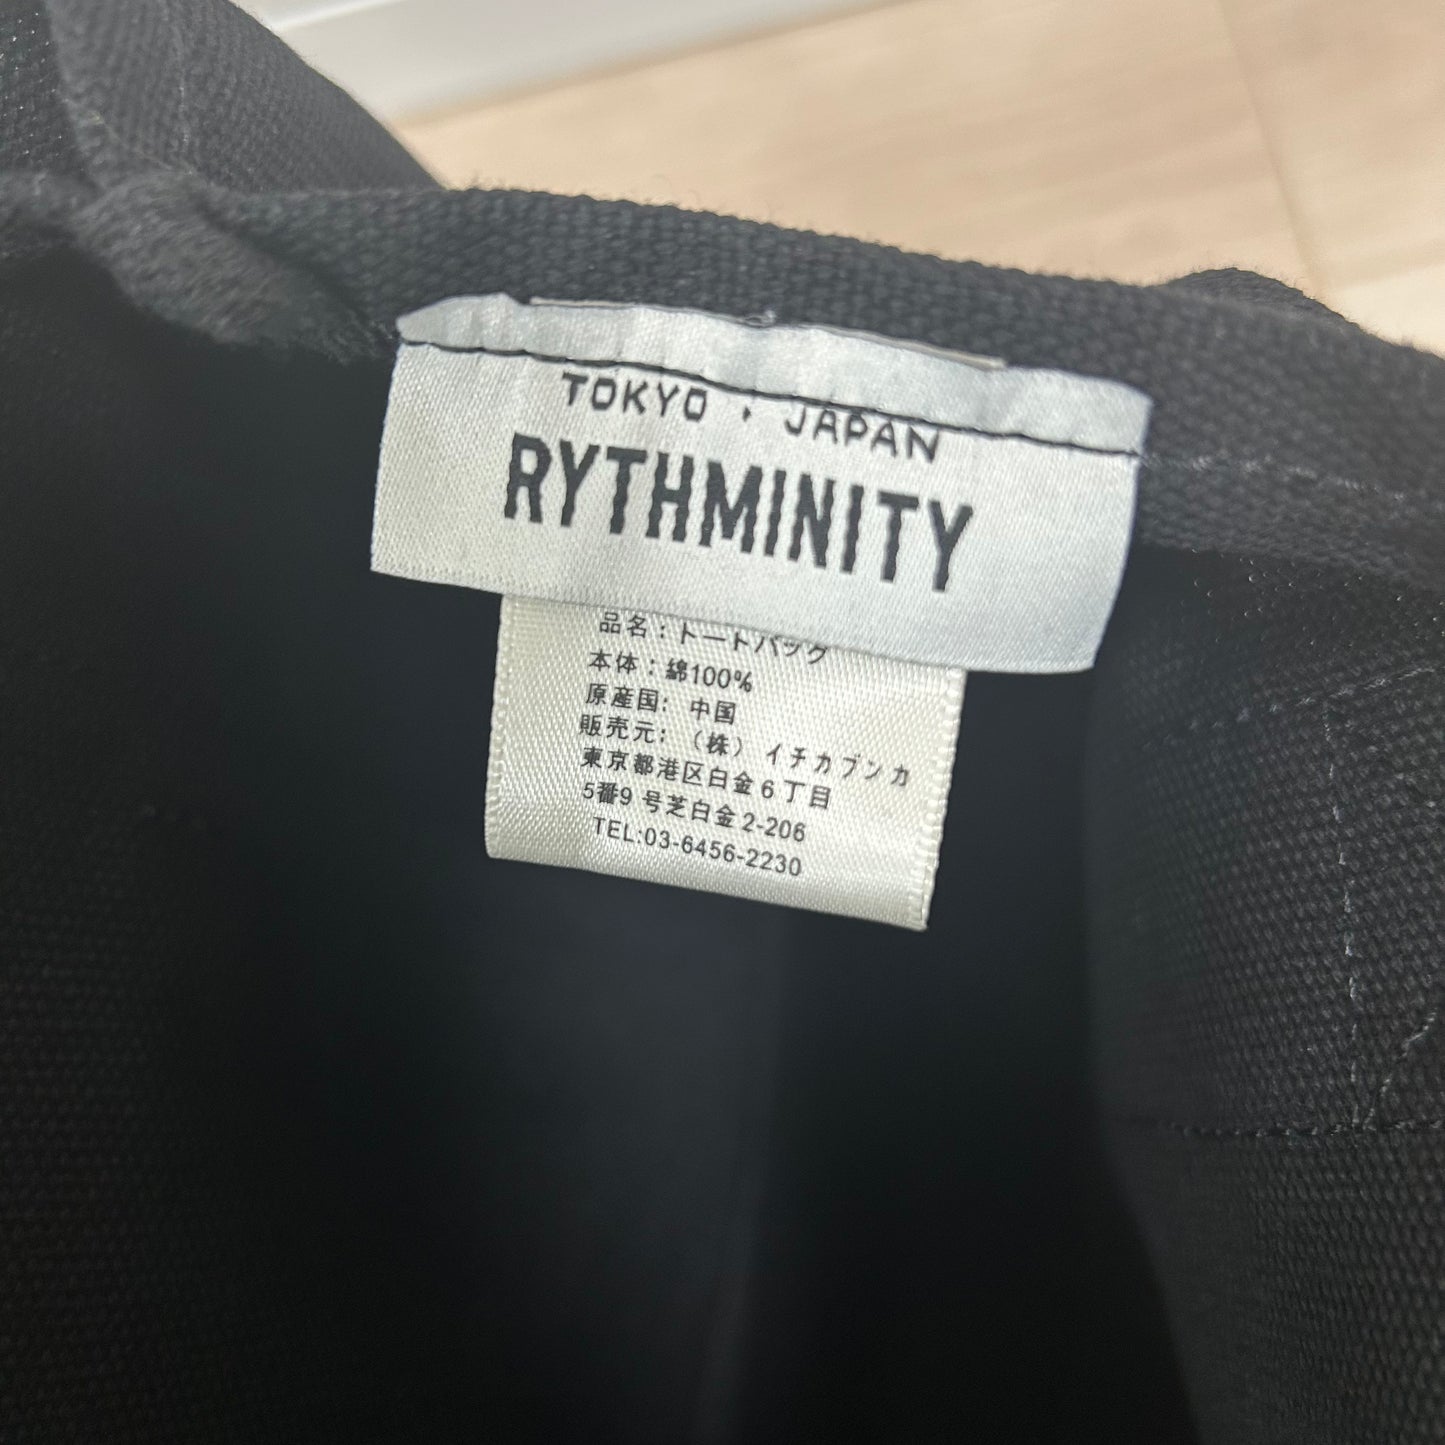 TOKYO・JAPAN
RYTHMINITY
品名：トートバッグ
本体：綿100%
原産国：中国
販売元：（株）イチカブンカ
東京都港区白金6丁目
5番9号芝白金2-206
TEL:03-6456-2230